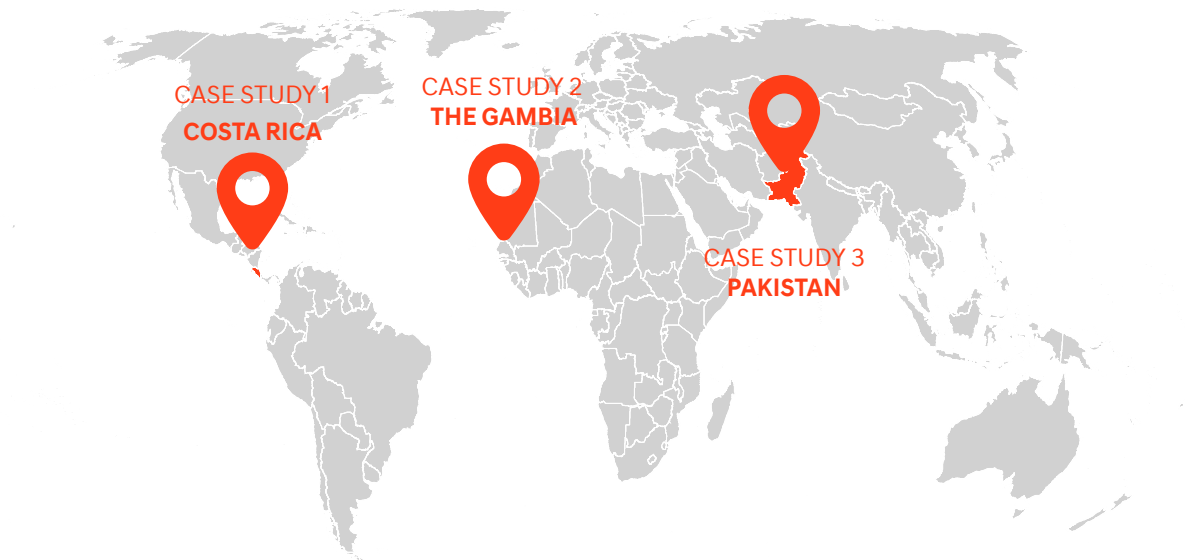 CASE STUDY 1
COSTA RICA
CASE STUDY 2
THE GAMBIA
CASE STUDY 3
PAKISTAN